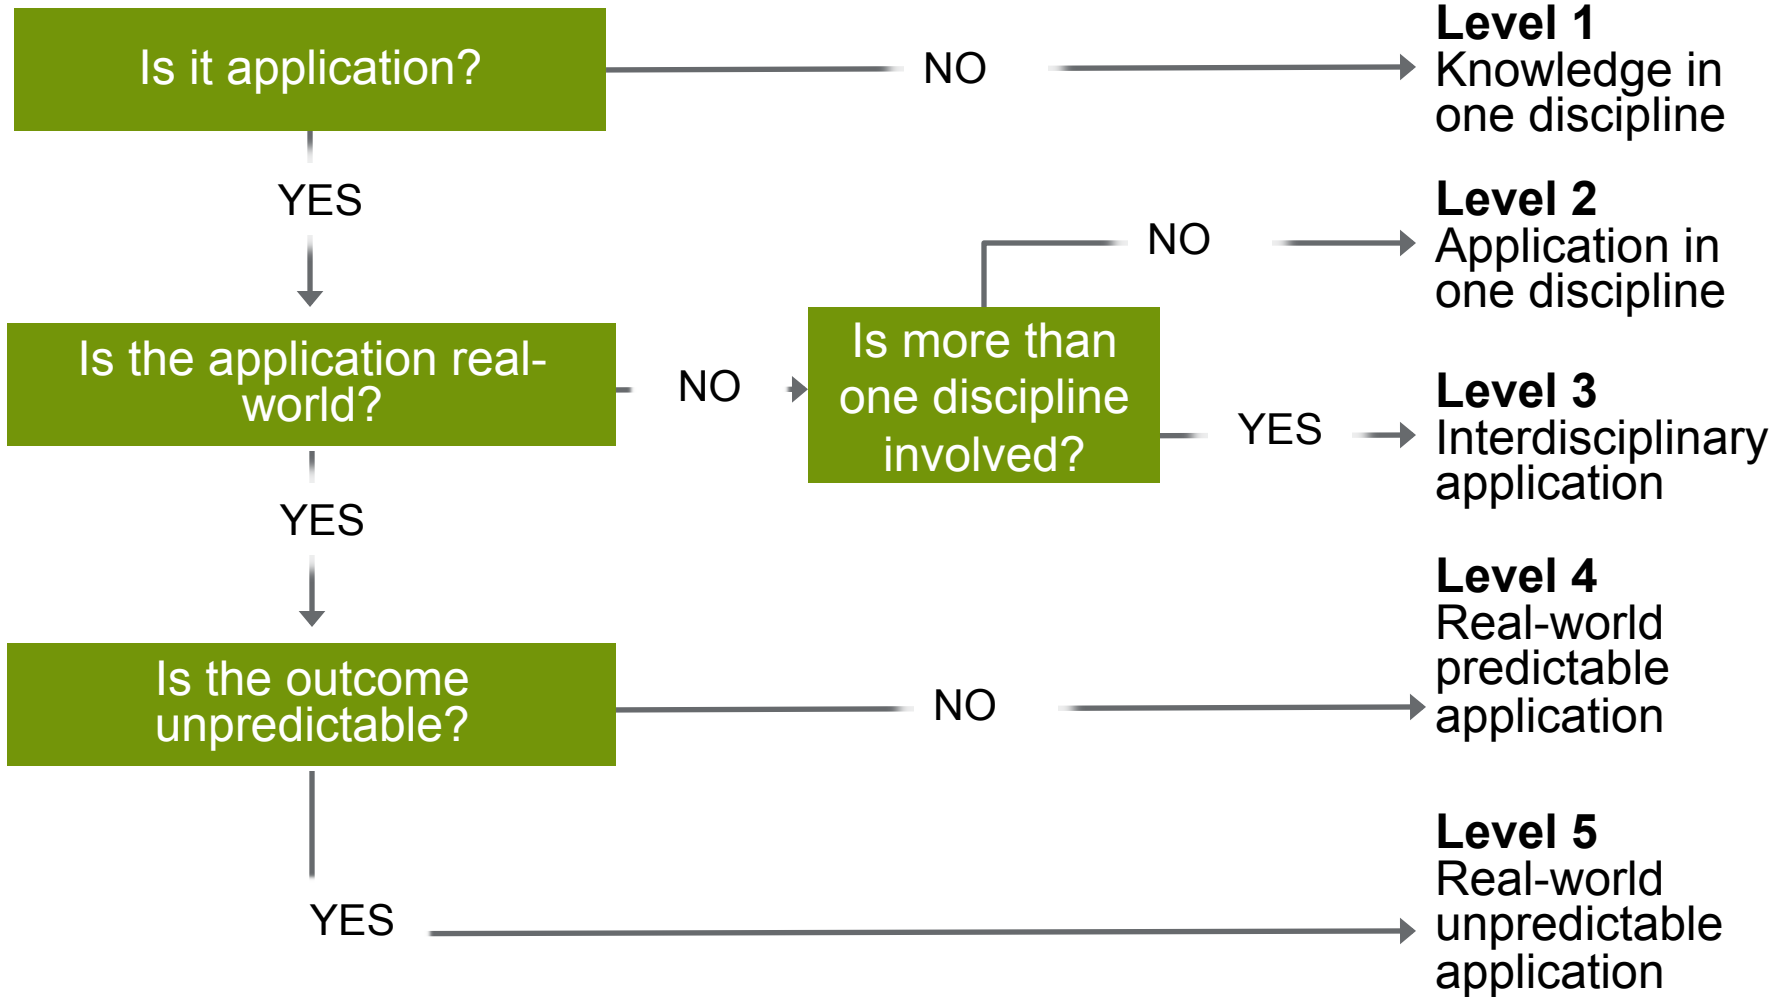 Is it application?
NO
Level 1
Knowledge in
one discipline
YES
NO
Level 2
Application in
one discipline
Is the application real-
world?
NO
Is more than
one discipline
involved?
YES
Level 3
Interdisciplinary
application
YES
Is the outcome
unpredictable?
NO
Level 4
Real-world
predictable
application
YES
Level 5
Real-world
unpredictable
application